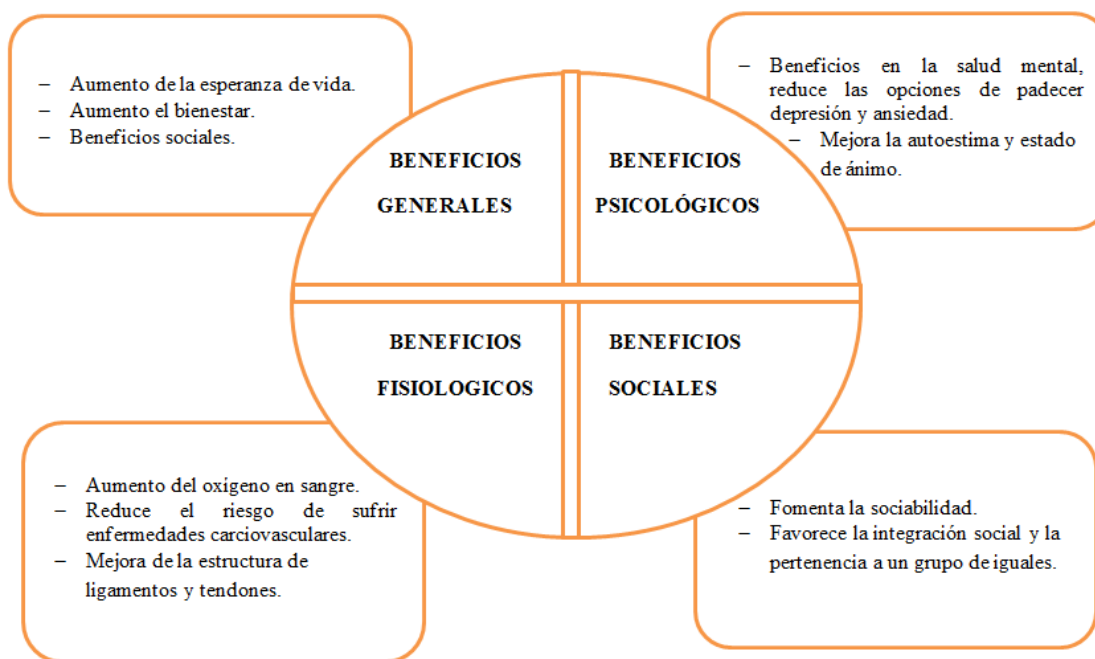 – Aumento de la esperanza de vida.
– Aumento el bienestar.
– Beneficios sociales.
– Beneficios en la salud mental,
reduce las opciones de padecer
depresión y ansiedad.
– Mejora la autoestima y estado
de ánimo.
BENEFICIOS
GENERALES
BENEFICIOS
PSICOLÓGICOS
BENEFICIOS
FISIOLOGICOS
BENEFICIOS
SOCIALES
– Aumento del oxígeno en sangre.
– Reduce el riesgo de sufrir
enfermedades carciovasculares.
– Mejora de la estructura de
ligamentos y tendones.
– Fomenta la sociabilidad.
– Favorece la integración social y la
pertenencia a un grupo de iguales.